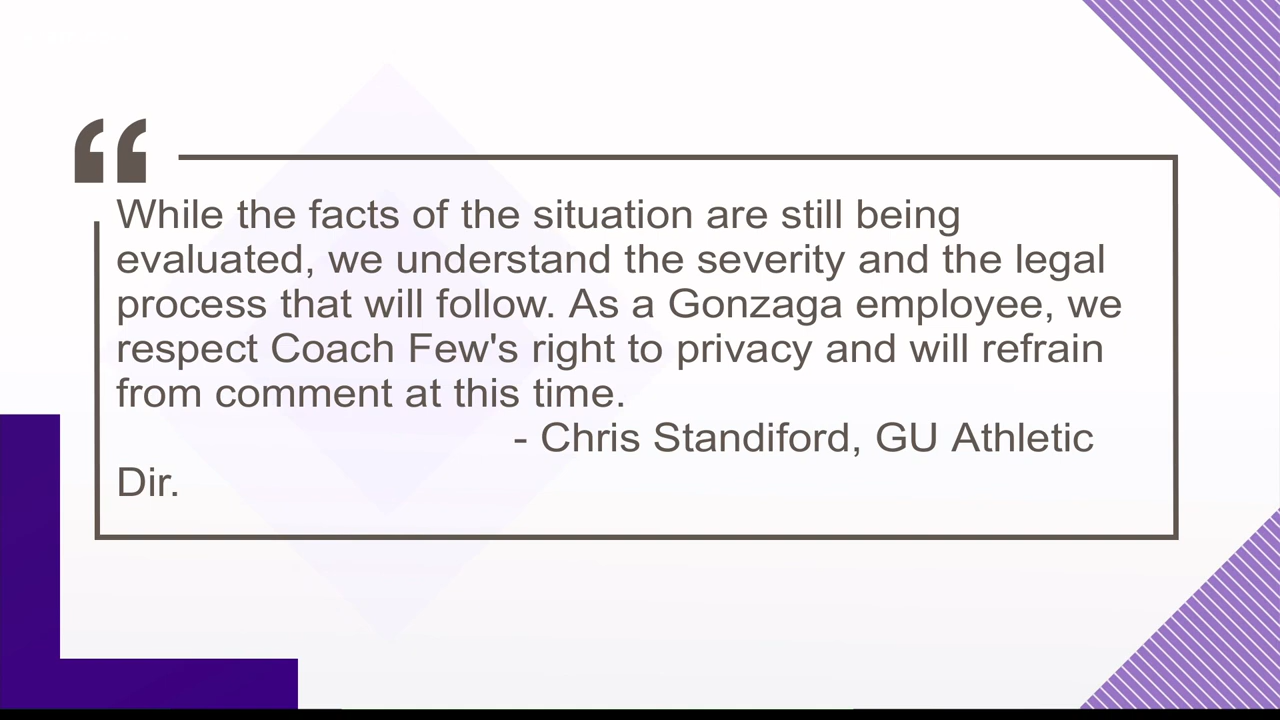 “
While the facts of the situation are still being
evaluated, we understand the severity and the legal
process that will follow. As a Gonzaga employee, we
respect Coach Few's right to privacy and will refrain
from comment at this time.
- Chris Standiford, GU Athletic
Dir.